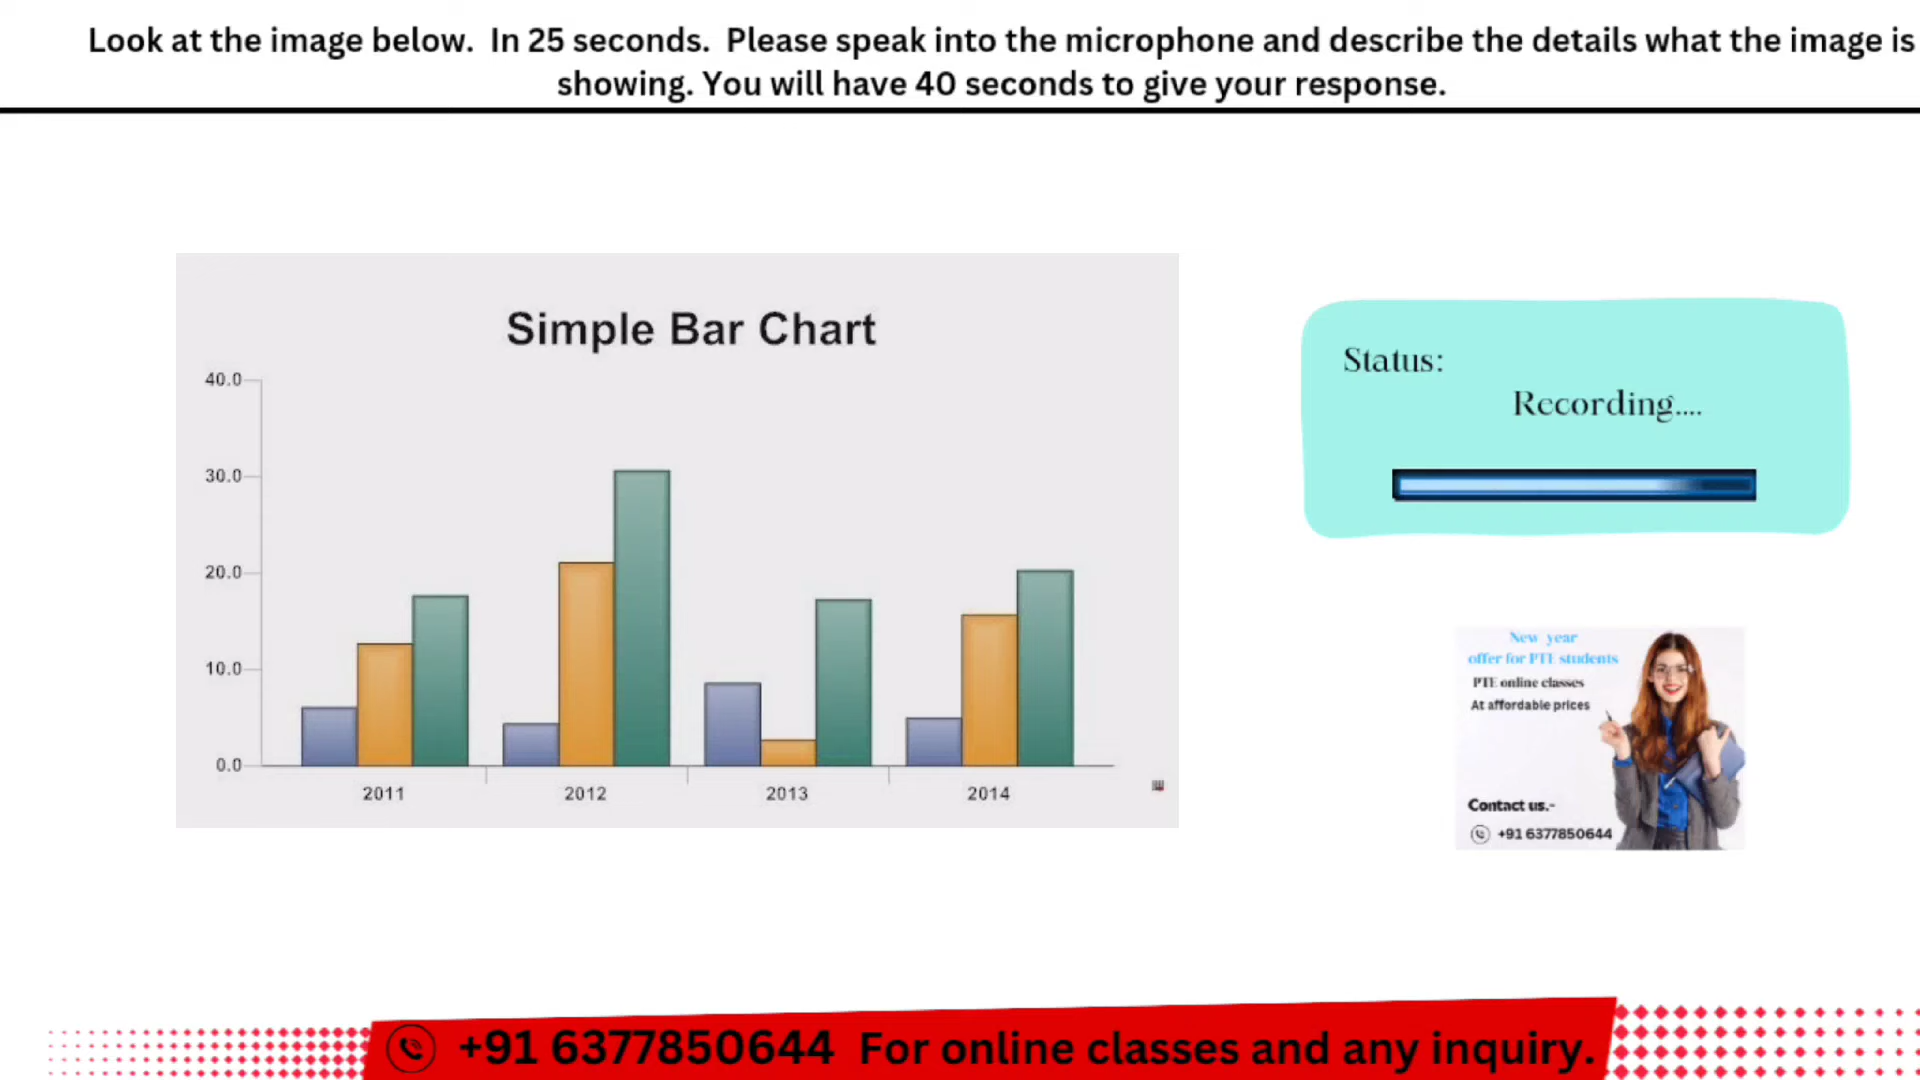 Look at the image below. In 25 seconds. Please speak into the microphone and describe the details what the image is
showing. You will have 40 seconds to give your response.
Simple Bar Chart
40.0
30.0
20.0
10.0
0.0
2011 2012 2013 2014
Status:
Recording....
New year
offer for PTE students
PTE online classes
At affordable prices
Contact us.-
+91 6377850644
+91 6377850644 For online classes and any inquiry.